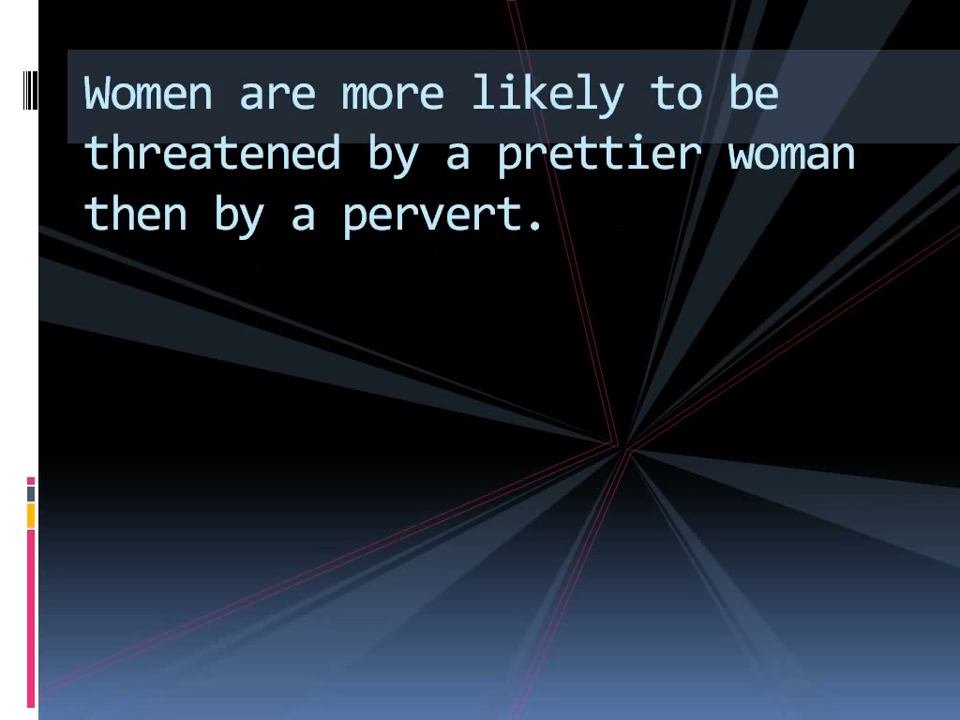 Women are more likely to be
threatened by a prettier woman
then by a pervert.